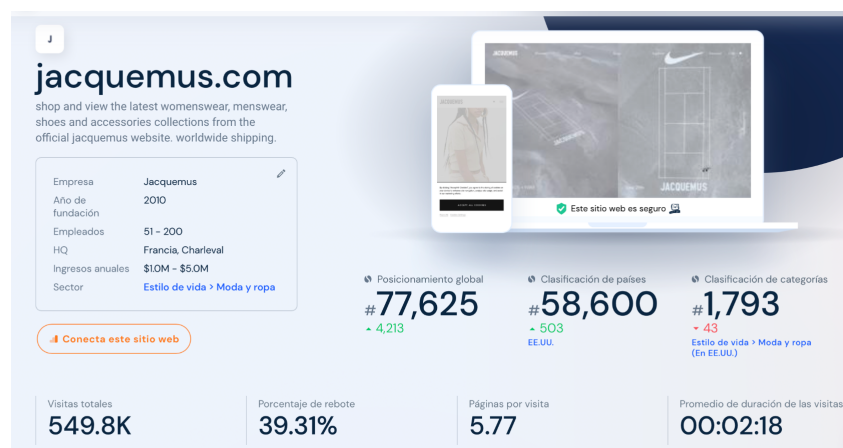 J
jacquemus.com
shop and view the latest womenswear, menswear,
shoes and accessories collections from the
official jacquemus website. worldwide shipping.
Empresa Jacquemus
Año de fundación 2010
Empleados 51 - 200
HQ Francia, Charleval
Ingresos anuales $1.0M - $5.0M
Sector Estilo de vida > Moda y ropa
Conecta este sitio web
JACQUEMUS
JACQUEMUS
JACQUEMUS
Este sitio web es seguro
Posicionamiento global
#77,625
4,213
Clasificación de países
#58,600
503
EE.UU.
Clasificación de categorías
#1,793
43
Estilo de vida > Moda y ropa
(En EE.UU.)
Visitas totales
549.8K
Porcentaje de rebote
39.31%
Páginas por visita
5.77
Promedio de duración de las visitas
00:02:18